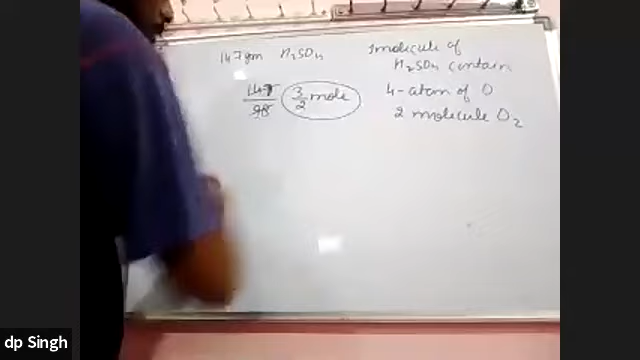 147gm H₂SO₄
1molecule of
H₂SO₄ contain
147
98
3/2 mole
4-atom of O
2 molecule O₂
dp Singh